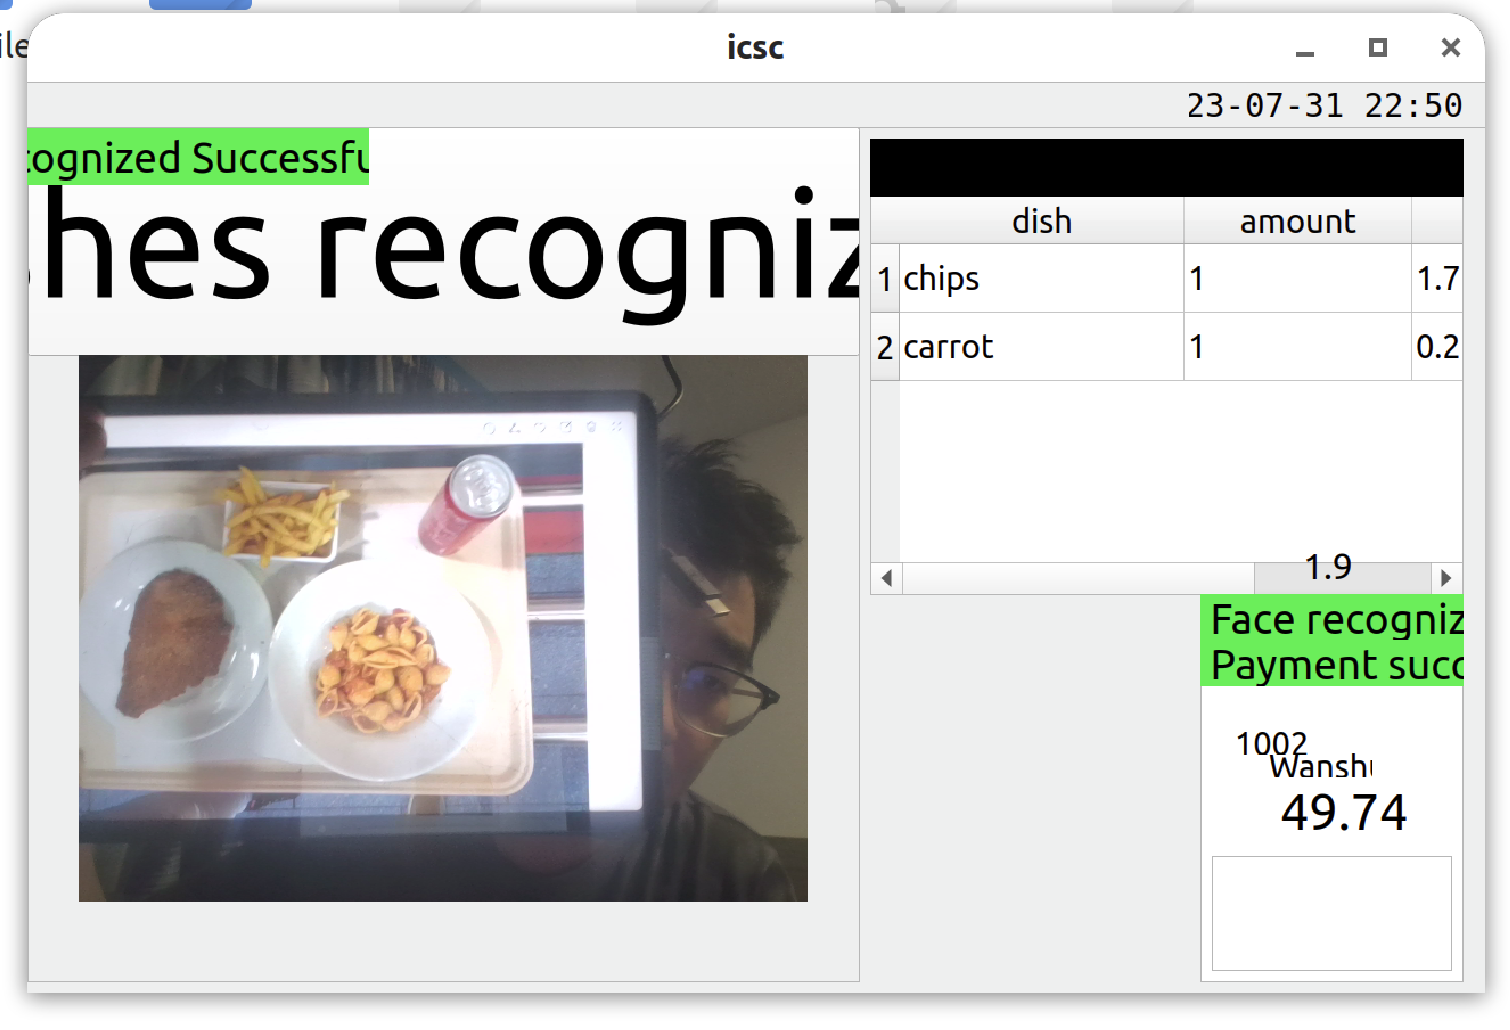 ile
icsc
23-07-31 22:50
cognized Successfu
shes recogniz
dish amount
1 chips 1 1.7
2 carrot 1 0.2
1.9
Face recogniz
Payment succ
1002
Wanshu
49.74